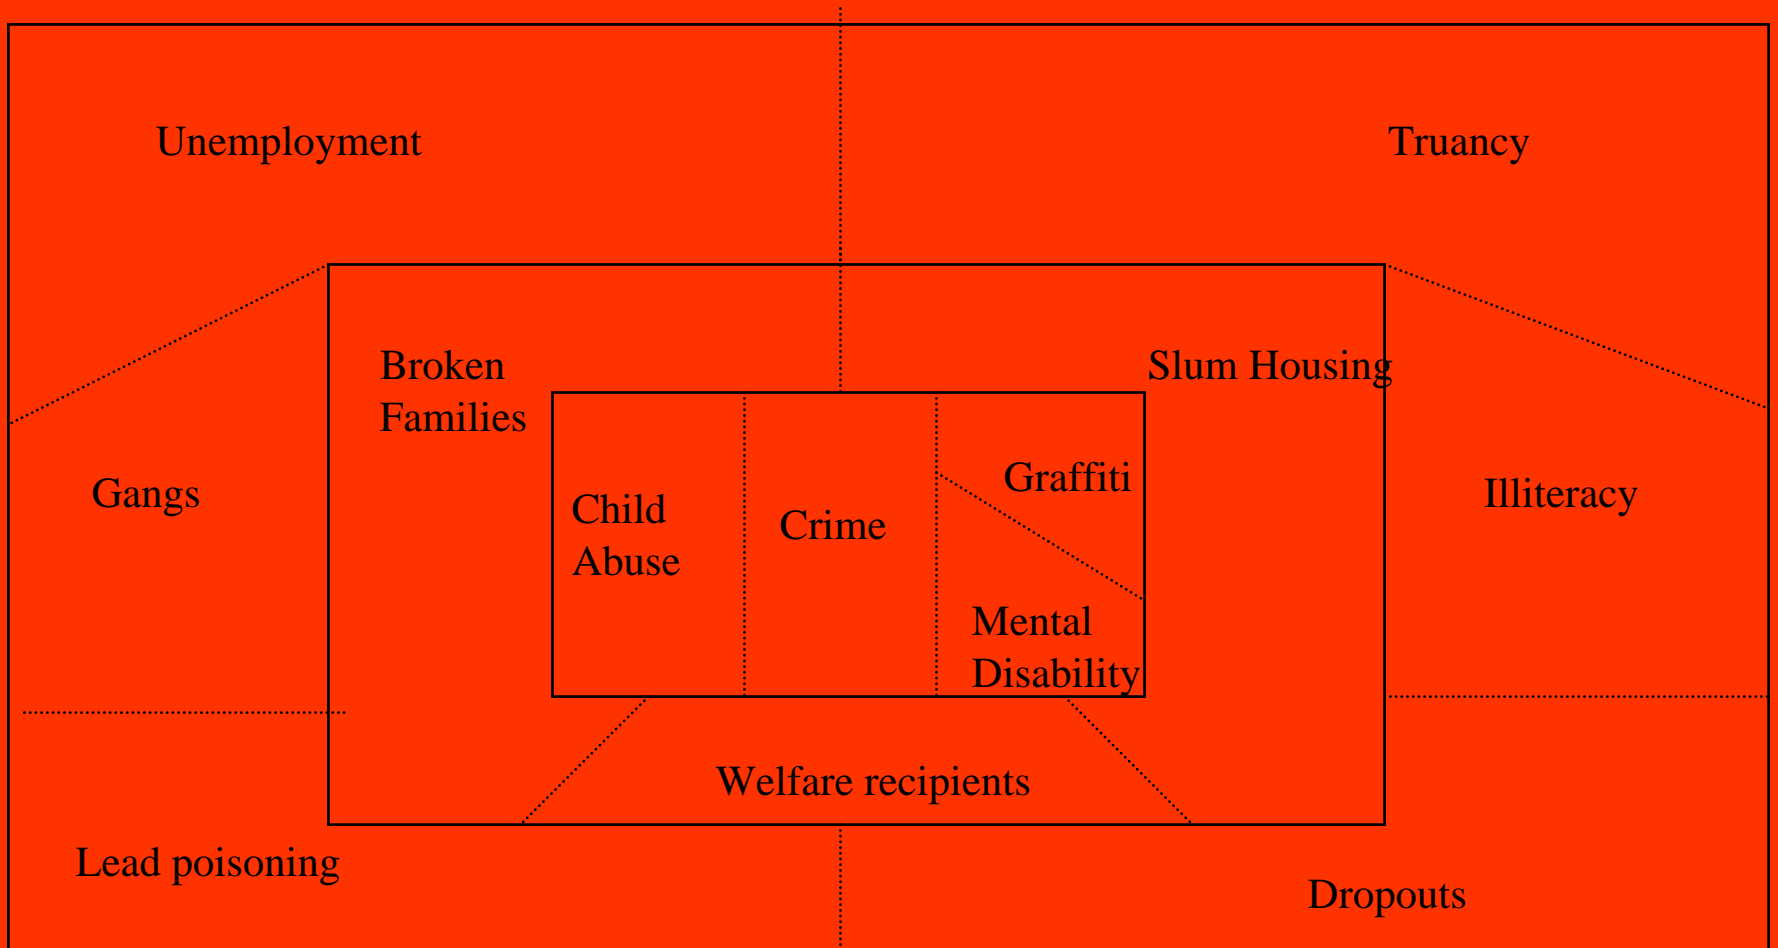 Unemployment
Truancy
Broken
Families
Slum Housing
Gangs
Child
Abuse
Crime
Graffiti
Illiteracy
Mental
Disability
Welfare recipients
Lead poisoning
Dropouts